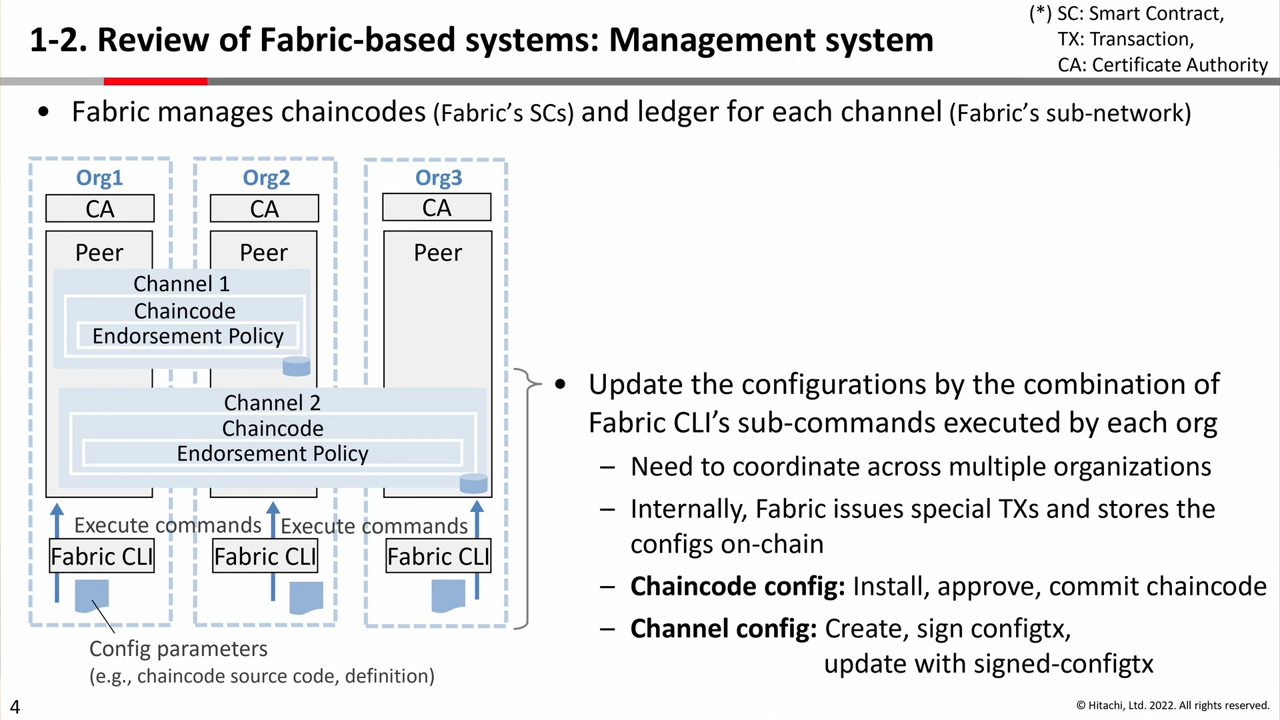 1-2. Review of Fabric-based systems: Management system
(*) SC: Smart Contract,
TX: Transaction,
CA: Certificate Authority
• Fabric manages chaincodes (Fabric's SCs) and ledger for each channel (Fabric's sub-network)
Org1
Org2
Org3
CA
CA
CA
Peer
Peer
Peer
Channel 1
Chaincode
Endorsement Policy
Channel 2
Chaincode
Endorsement Policy
Execute commands
Execute commands
Fabric CLI
Fabric CLI
Fabric CLI
Config parameters
(e.g., chaincode source code, definition)
• Update the configurations by the combination of
Fabric CLI's sub-commands executed by each org
– Need to coordinate across multiple organizations
– Internally, Fabric issues special TXs and stores the
configs on-chain
– Chaincode config: Install, approve, commit chaincode
– Channel config: Create, sign configtx,
update with signed-configtx
4
© Hitachi, Ltd. 2022. All rights reserved.